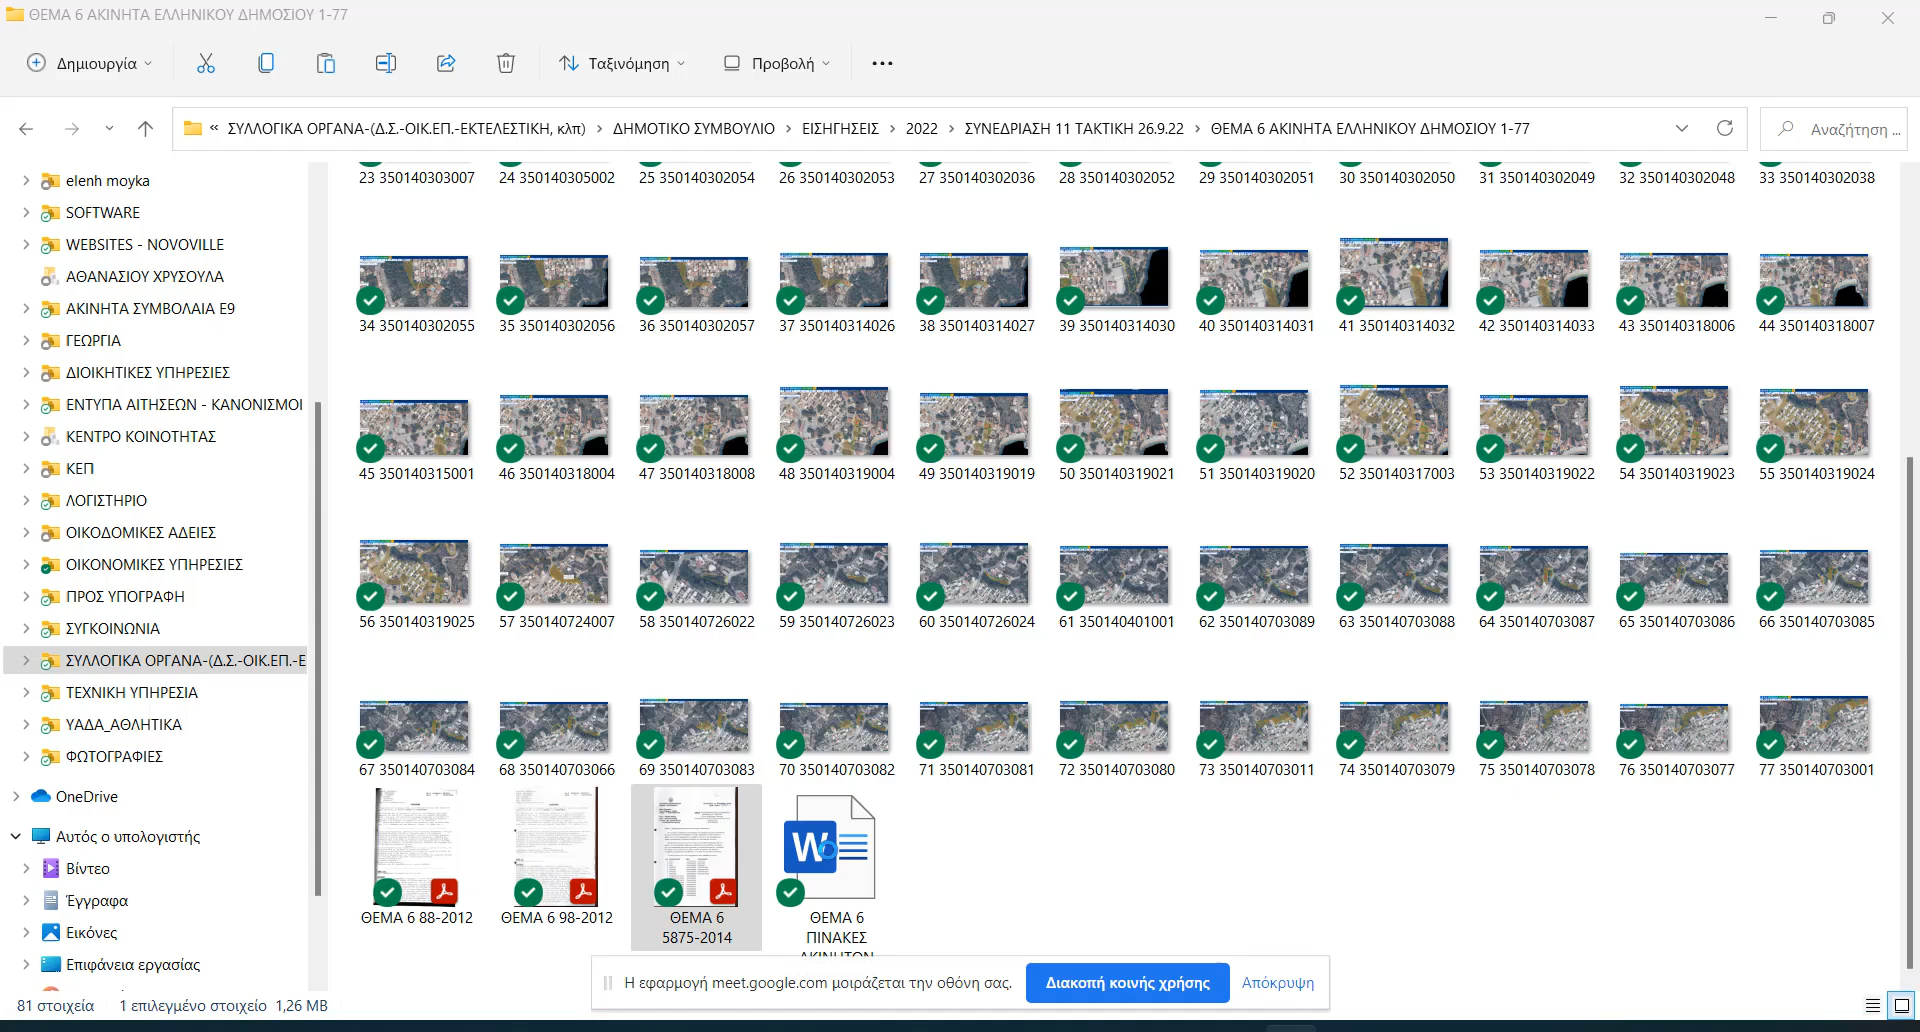 ΘΕΜΑ 6 ΑΚΙΝΗΤΑ ΕΛΛΗΝΙΚΟΥ ΔΗΜΟΣΙΟΥ 1-77
Δημιουργία
Ταξινόμηση
Προβολή
« ΣΥΛΛΟΓΙΚΑ ΟΡΓΑΝΑ-(Δ.Σ.-ΟΙΚ.ΕΠ.-ΕΚΤΕΛΕΣΤΙΚΗ, κλπ) › ΔΗΜΟΤΙΚΟ ΣΥΜΒΟΥΛΙΟ › ΕΙΣΗΓΗΣΕΙΣ › 2022 › ΣΥΝΕΔΡΙΑΣΗ 11 ΤΑΚΤΙΚΗ 26.9.22 › ΘΕΜΑ 6 ΑΚΙΝΗΤΑ ΕΛΛΗΝΙΚΟΥ ΔΗΜΟΣΙΟΥ 1-77
Αναζήτηση ...
elenh moyka
SOFTWARE
WEBSITES - NOVOVILLE
ΑΘΑΝΑΣΙΟΥ ΧΡΥΣΟΥΛΑ
ΑΚΙΝΗΤΑ ΣΥΜΒΟΛΑΙΑ Ε9
ΓΕΩΡΓΙΑ
ΔΙΟΙΚΗΤΙΚΕΣ ΥΠΗΡΕΣΙΕΣ
ΕΝΤΥΠΑ ΑΙΤΗΣΕΩΝ - ΚΑΝΟΝΙΣΜΟΙ
ΚΕΝΤΡΟ ΚΟΙΝΟΤΗΤΑΣ
ΚΕΠ
ΛΟΓΙΣΤΗΡΙΟ
ΟΙΚΟΔΟΜΙΚΕΣ ΑΔΕΙΕΣ
ΟΙΚΟΝΟΜΙΚΕΣ ΥΠΗΡΕΣΙΕΣ
ΠΡΟΣ ΥΠΟΓΡΑΦΗ
ΣΥΓΚΟΙΝΩΝΙΑ
ΣΥΛΛΟΓΙΚΑ ΟΡΓΑΝΑ-(Δ.Σ.-ΟΙΚ.ΕΠ.-Ε
ΤΕΧΝΙΚΗ ΥΠΗΡΕΣΙΑ
ΥΑΔΑ_ΑΘΛΗΤΙΚΑ
ΦΩΤΟΓΡΑΦΙΕΣ
OneDrive
Αυτός ο υπολογιστής
Βίντεο
Έγγραφα
Εικόνες
Επιφάνεια εργασίας
23 350140303007 24 350140305002 25 350140302054 26 350140302053 27 350140302036 28 350140302052 29 350140302051 30 350140302050 31 350140302049 32 350140302048 33 350140302038
34 350140302055 35 350140302056 36 350140302057 37 350140314026 38 350140314027 39 350140314030 40 350140314031 41 350140314032 42 350140314033 43 350140318006 44 350140318007
45 350140315001 46 350140318004 47 350140318008 48 350140319004 49 350140319019 50 350140319021 51 350140319020 52 350140317003 53 350140319022 54 350140319023 55 350140319024
56 350140319025 57 350140724007 58 350140726022 59 350140726023 60 350140726024 61 350140401001 62 350140703089 63 350140703088 64 350140703087 65 350140703086 66 350140703085
67 350140703084 68 350140703066 69 350140703083 70 350140703082 71 350140703081 72 350140703080 73 350140703011 74 350140703079 75 350140703078 76 350140703077 77 350140703001
ΘΕΜΑ 6 88-2012
ΘΕΜΑ 6 98-2012
ΘΕΜΑ 6
5875-2014
W
ΘΕΜΑ 6
ΠΙΝΑΚΕΣ
ΑΚΙΝΗΤΩΝ
Η εφαρμογή meet.google.com μοιράζεται την οθόνη σας.
Διακοπή κοινής χρήσης
Απόκρυψη
81 στοιχεία
1 επιλεγμένο στοιχείο 1,26 MB